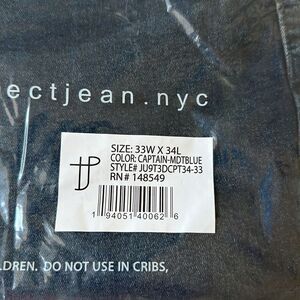 ectjean.nyc
SIZE: 33W X 34L
COLOR: CAPTAIN-MDTBLUE
STYLE# JU9T3DCPT34-33
RN# 148549
1 94051 40062 6
LDREN. DO NOT USE IN CRIBS,